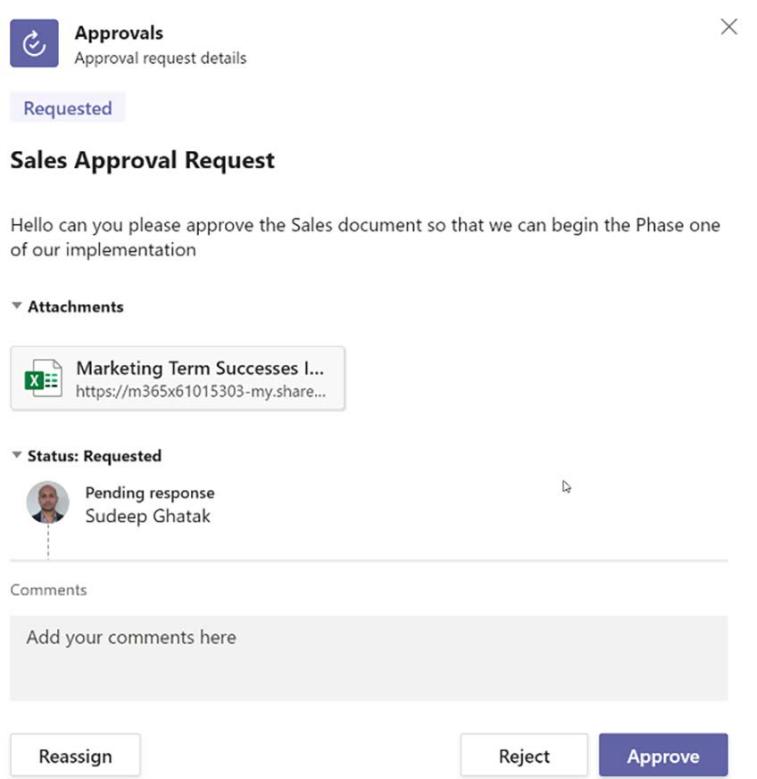 Approvals
Approval request details
Requested
Sales Approval Request
Hello can you please approve the Sales document so that we can begin the Phase one
of our implementation
Attachments
Marketing Term Successes I...
https://m365x61015303-my.share...
Status: Requested
Pending response
Sudeep Ghatak
Comments
Add your comments here
Reassign
Reject
Approve